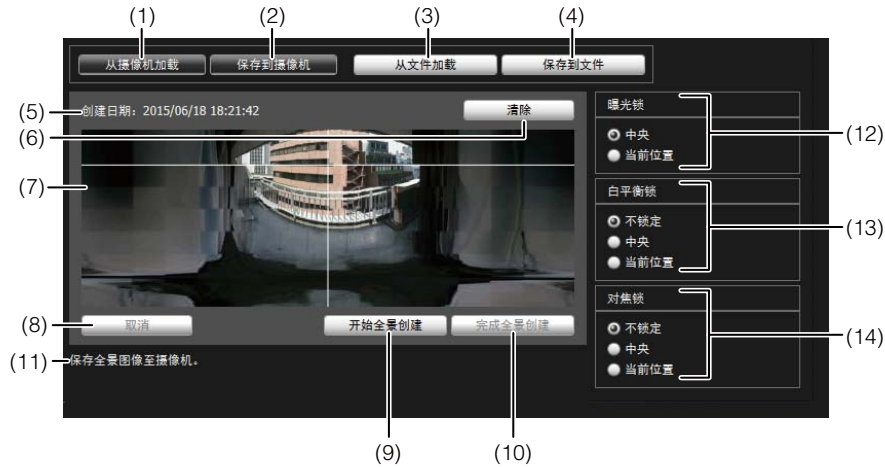 (1) (2) (3) (4)
从摄像机加载 保存到摄像机 从文件加载 保存到文件
(5) 创建日期：2015/06/18 18:21:42 清除
(6)
(7)
(8) 取消 开始全景创建 完成全景创建
(11) 保存全景图像至摄像机。
(9) (10)
曝光锁
中央
当前位置
(12)
白平衡锁
不锁定
中央
当前位置
(13)
对焦锁
不锁定
中央
当前位置
(14)